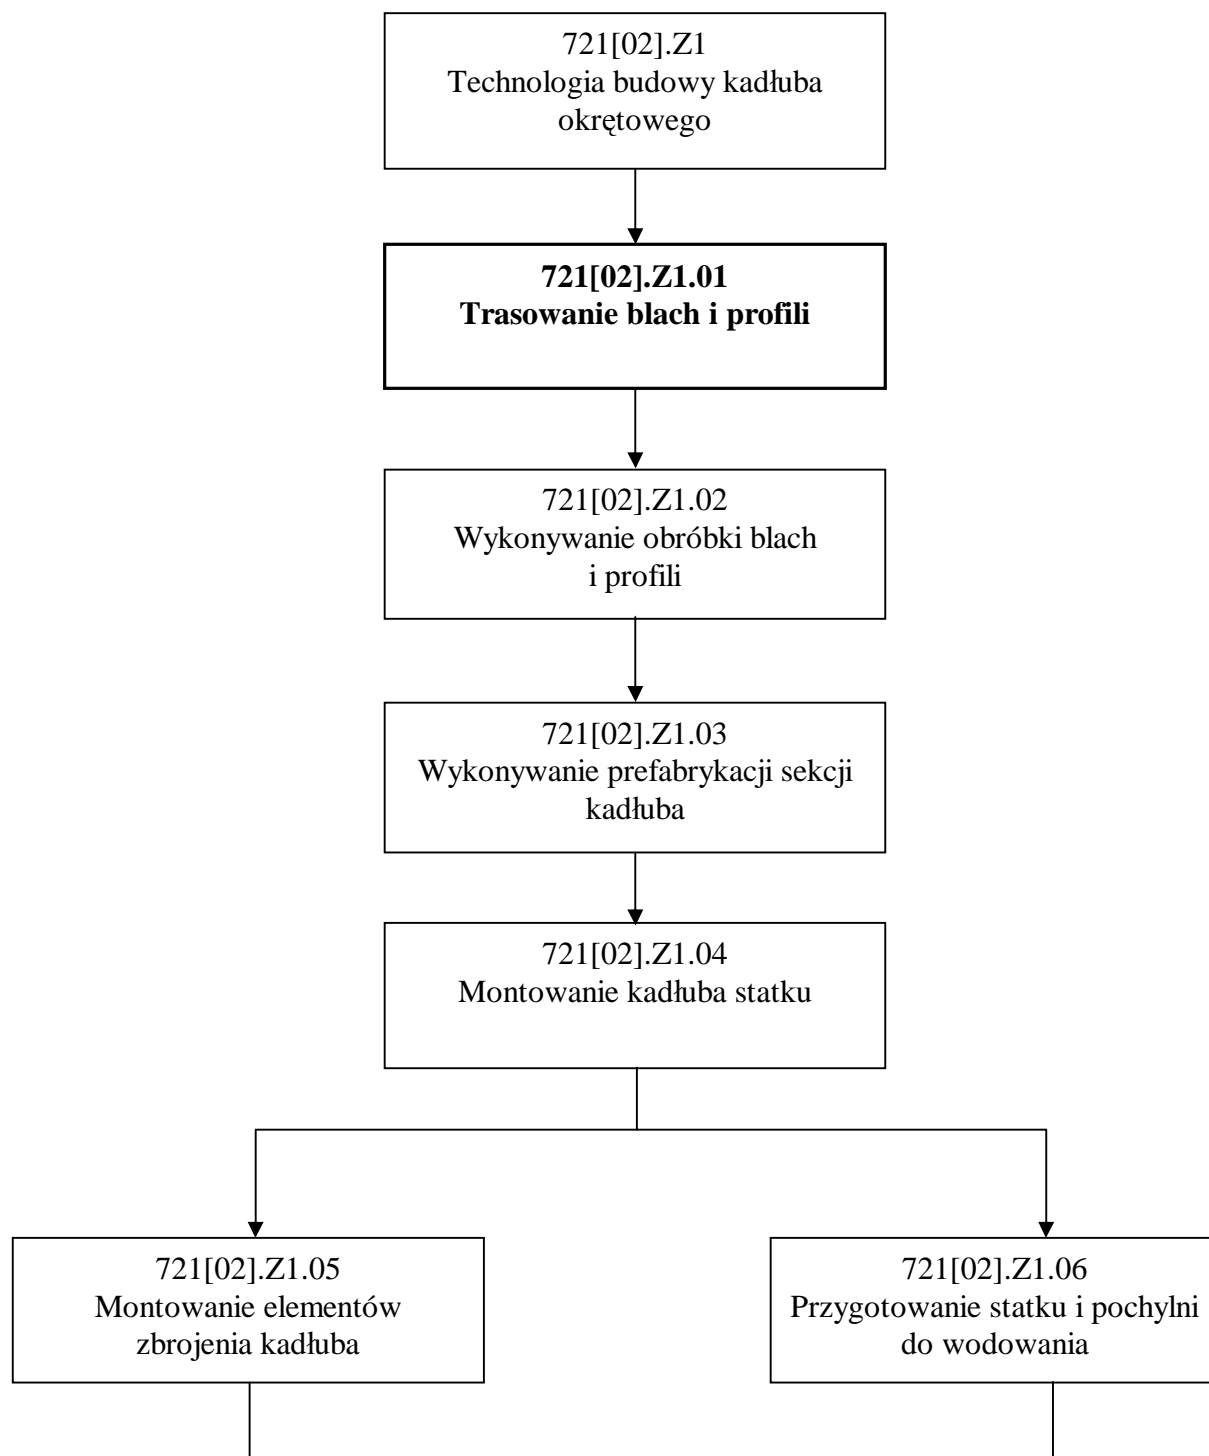 721[02].Z1
Technologia budowy kadłuba
okrętowego
721[02].Z1.01
Trasowanie blach i profili
721[02].Z1.02
Wykonywanie obróbki blach
i profili
721[02].Z1.03
Wykonywanie prefabrykacji sekcji
kadłuba
721[02].Z1.04
Montowanie kadłuba statku
721[02].Z1.05
Montowanie elementów
zbrojenia kadłuba
721[02].Z1.06
Przygotowanie statku i pochylni
do wodowania